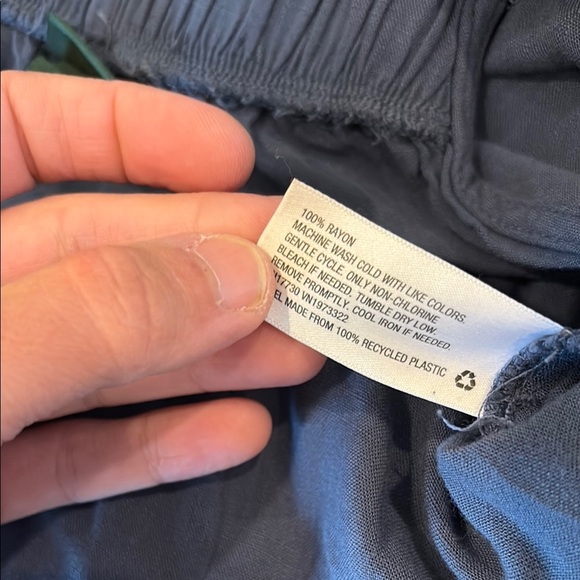 100% RAYON
MACHINE WASH COLD WITH LIKE COLORS.
GENTLE CYCLE. ONLY NON-CHLORINE
BLEACH IF NEEDED. TUMBLE DRY LOW.
REMOVE PROMPTLY. COOL IRON IF NEEDED.
17730 VN1973322
EL MADE FROM 100% RECYCLED PLASTIC